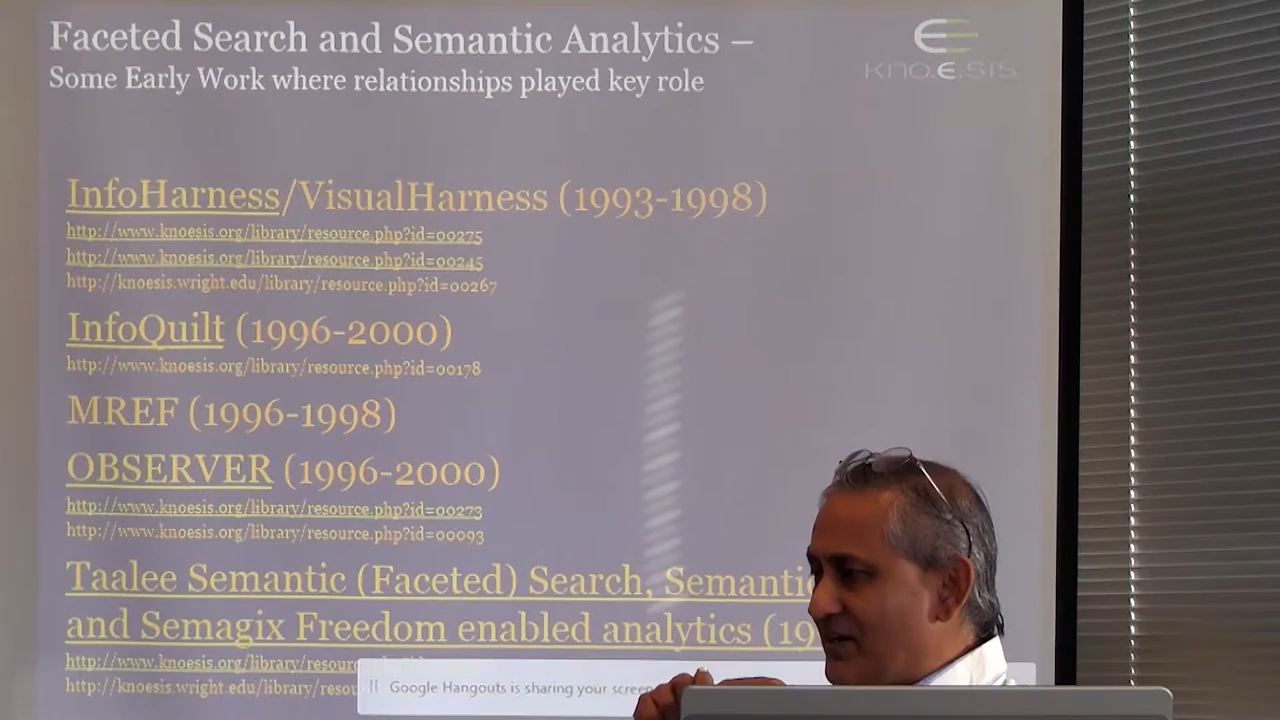 Faceted Search and Semantic Analytics –
Some Early Work where relationships played key role
kno.e.sis
InfoHarness/VisualHarness (1993-1998)
http://www.knoesis.org/library/resource.php?id=00275
http://www.knoesis.org/library/resource.php?id=00245
http://knoesis.wright.edu/library/resource.php?id=00267
InfoQuilt (1996-2000)
http://www.knoesis.org/library/resource.php?id=00178
MREF (1996-1998)
OBSERVER (1996-2000)
http://www.knoesis.org/library/resource.php?id=00273
http://www.knoesis.org/library/resource.php?id=00093
Taalee Semantic (Faceted) Search, Semantic
and Semagix Freedom enabled analytics (19
http://www.knoesis.org/library/resour
http://knoesis.wright.edu/library/resou
Google Hangouts is sharing your screen